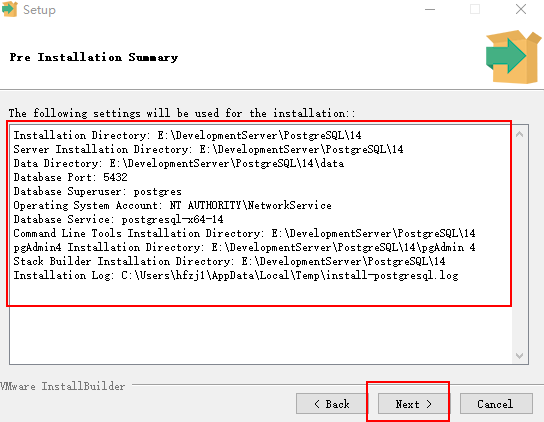 Setup
Pre Installation Summary
The following settings will be used for the installation::
Installation Directory: E:\DevelopmentServer\PostgreSQL\14
Server Installation Directory: E:\DevelopmentServer\PostgreSQL\14
Data Directory: E:\DevelopmentServer\PostgreSQL\14\data
Database Port: 5432
Database Superuser: postgres
Operating System Account: NT AUTHORITY\NetworkService
Database Service: postgresql-x64-14
Command Line Tools Installation Directory: E:\DevelopmentServer\PostgreSQL\14
pgAdmin4 Installation Directory: E:\DevelopmentServer\PostgreSQL\14\pgAdmin 4
Stack Builder Installation Directory: E:\DevelopmentServer\PostgreSQL\14
Installation Log: C:\Users\hfzj1\AppData\Local\Temp\install-postgresql.log
VMware InstallBuilder
< Back
Next >
Cancel